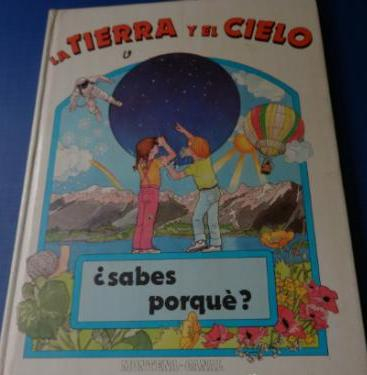 LA TIERRA Y EL CIELO
¿sabes
porquè?